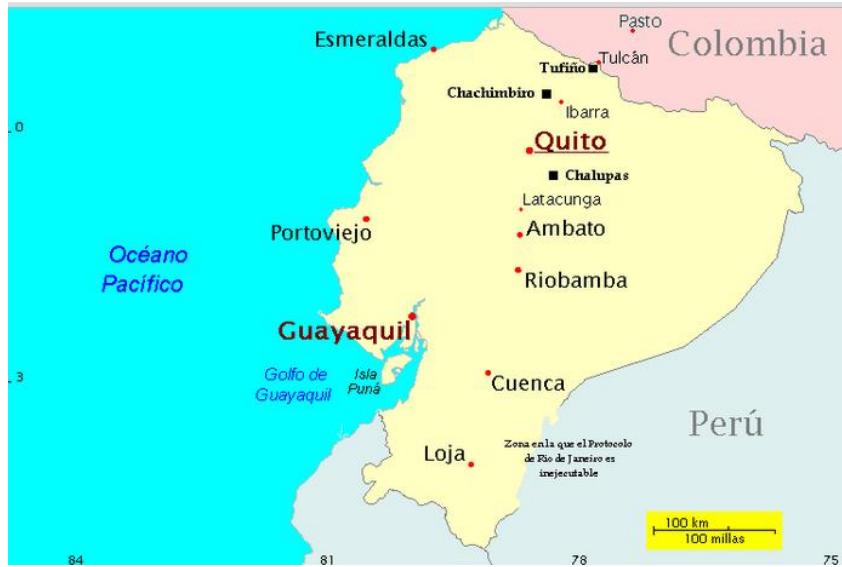 Pasto
Esmeraldas
Colombia
Tulcán
Tufiño
Chachimbiro
Ibarra
0
Quito
Chalupas
Latacunga
Portoviejo
Ambato
Océano
Pacífico
Riobamba
Guayaquil
Golfo de
Guayaquil
Isla
Puná
3
Cuenca
Perú
Zona en la que el Protocolo
de Rio de Janeiro es
inejecutable
Loja
100 km
100 millas
84
81
78
75